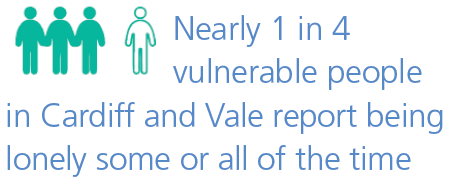 Nearly 1 in 4
vulnerable people
in Cardiff and Vale report being
lonely some or all of the time